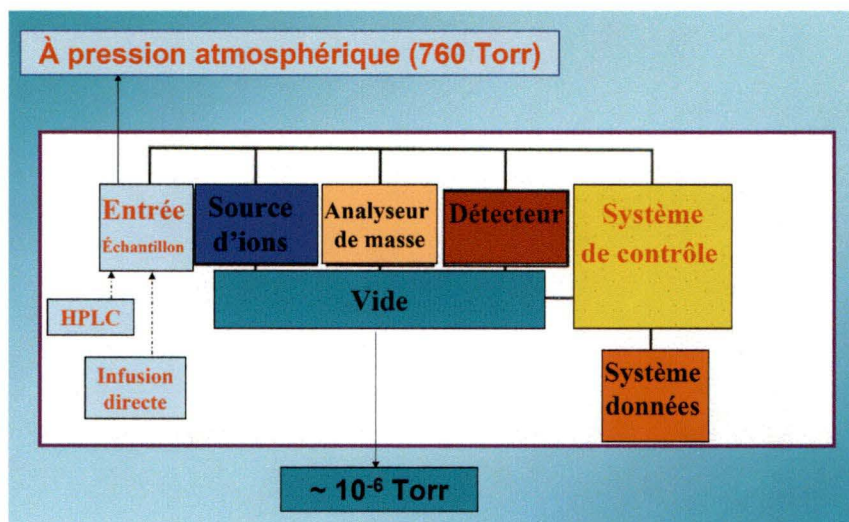 À pression atmosphérique (760 Torr)
Entrée
Échantillon
Source
d'ions
Analyseur
de masse
Détecteur
Système
de contrôle
Vide
HPLC
Infusion
directe
Système
données
~ 10⁻⁶ Torr